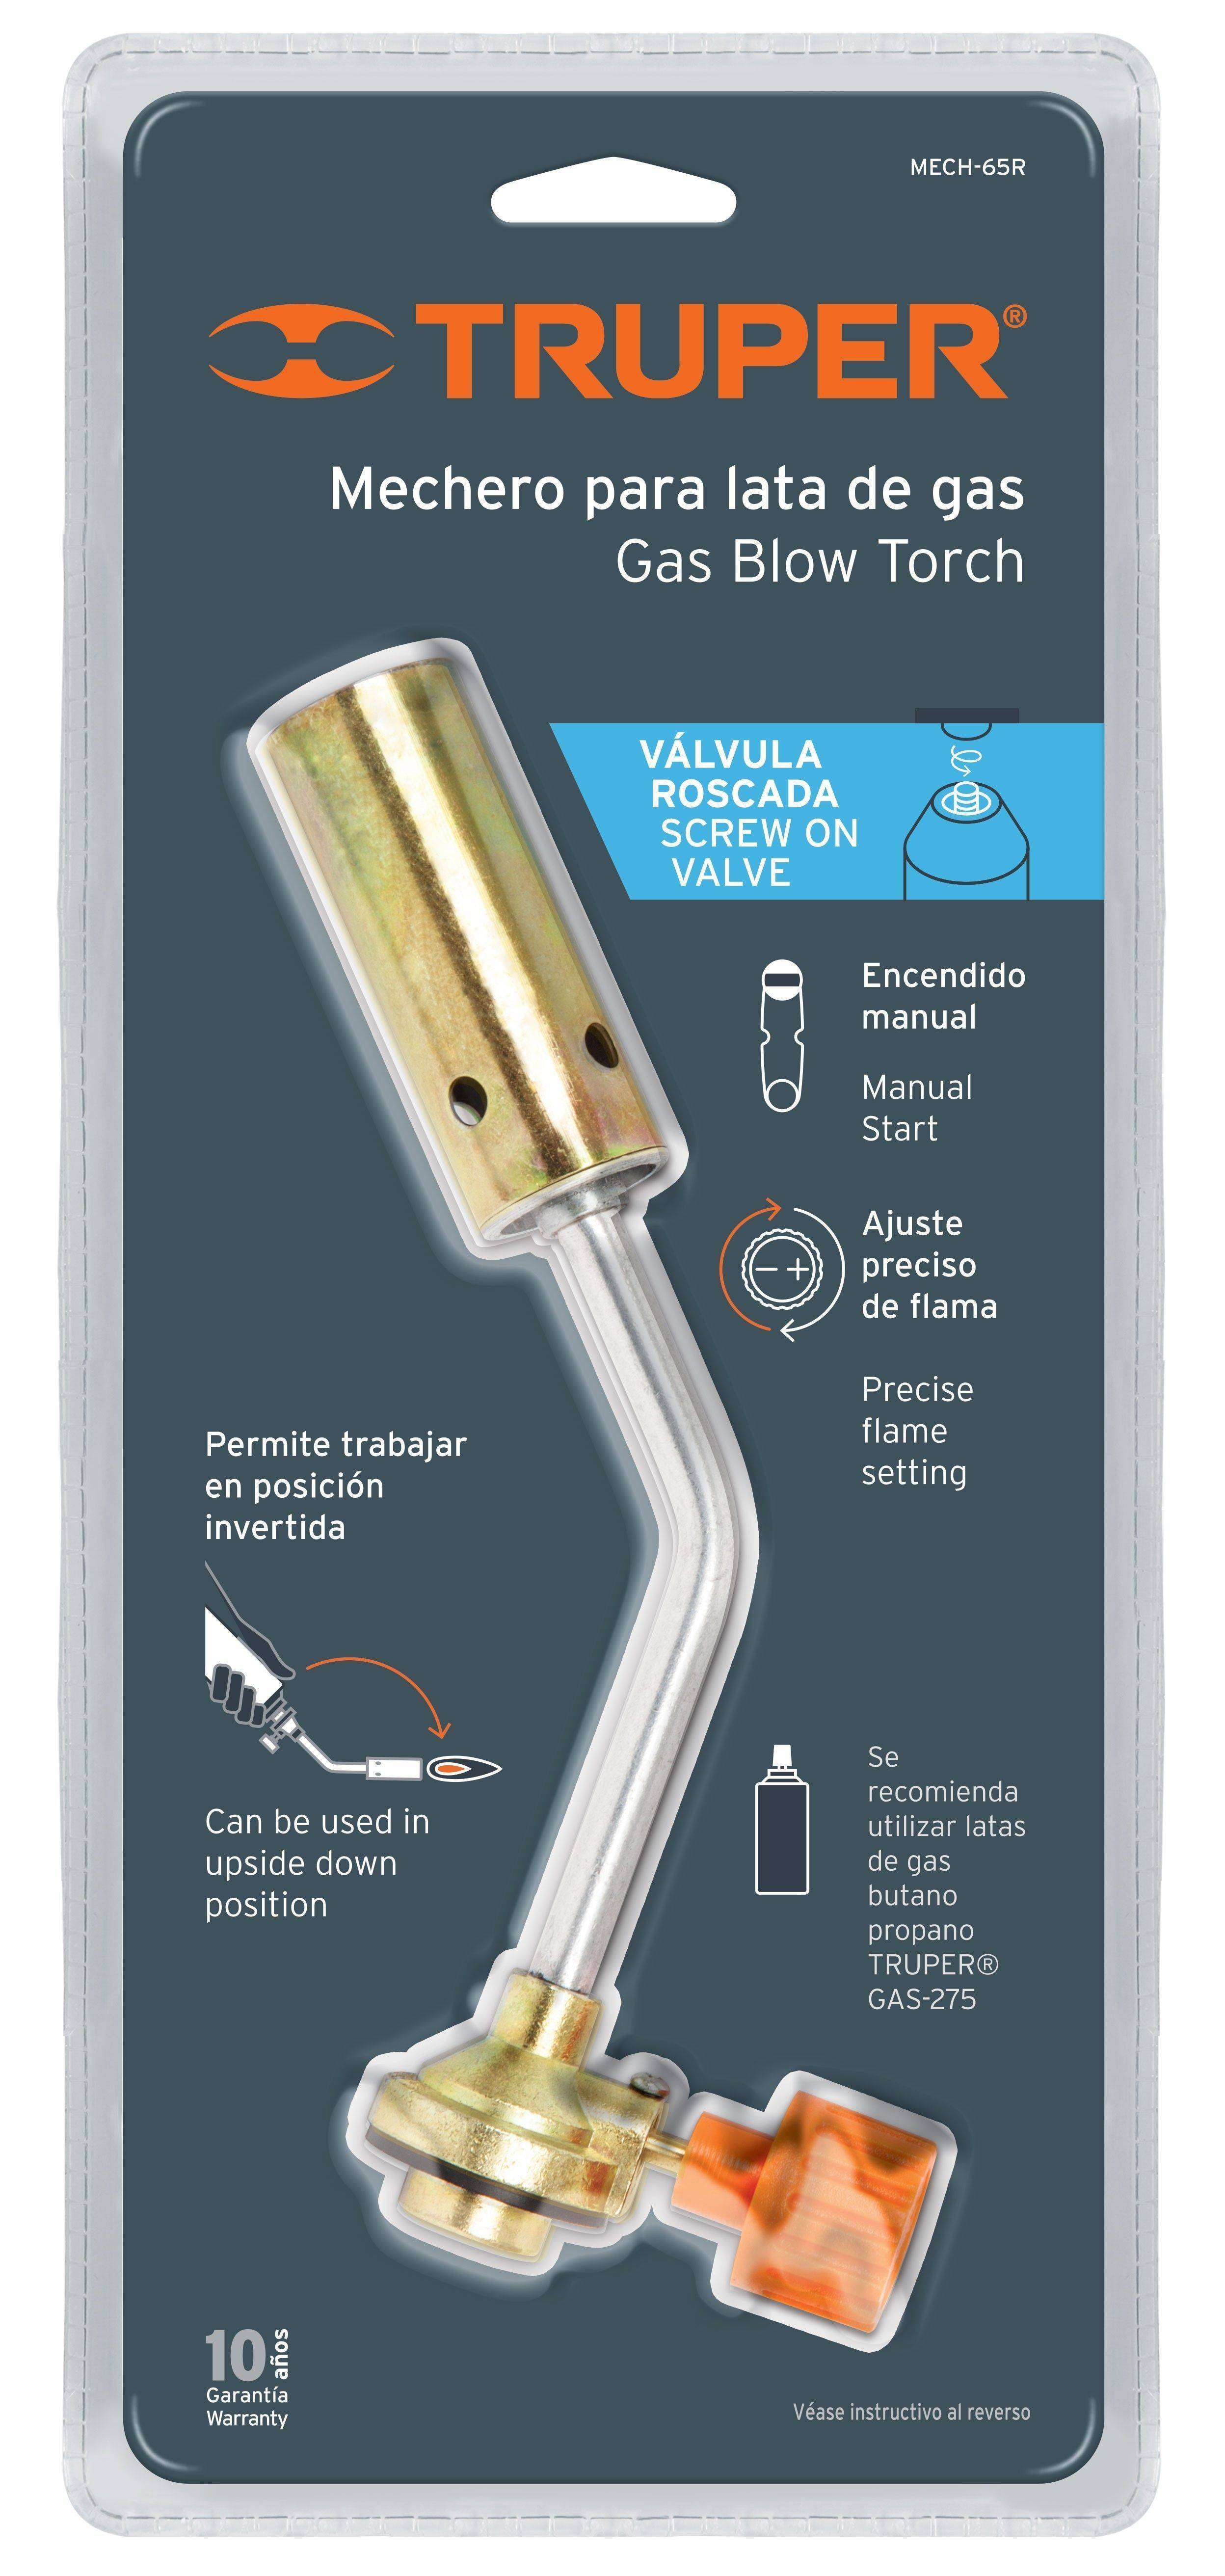 MECH-65R
TRUPER®
Mechero para lata de gas
Gas Blow Torch
VÁLVULA
ROSCADA
SCREW ON
VALVE
Encendido
manual
Manual
Start
Ajuste
preciso
de flama
Precise
flame
setting
Permite trabajar
en posición
invertida
Can be used in
upside down
position
Se
recomienda
utilizar latas
de gas
butano
propano
TRUPER®
GAS-275
10 años
Garantía
Warranty
Véase instructivo al reverso